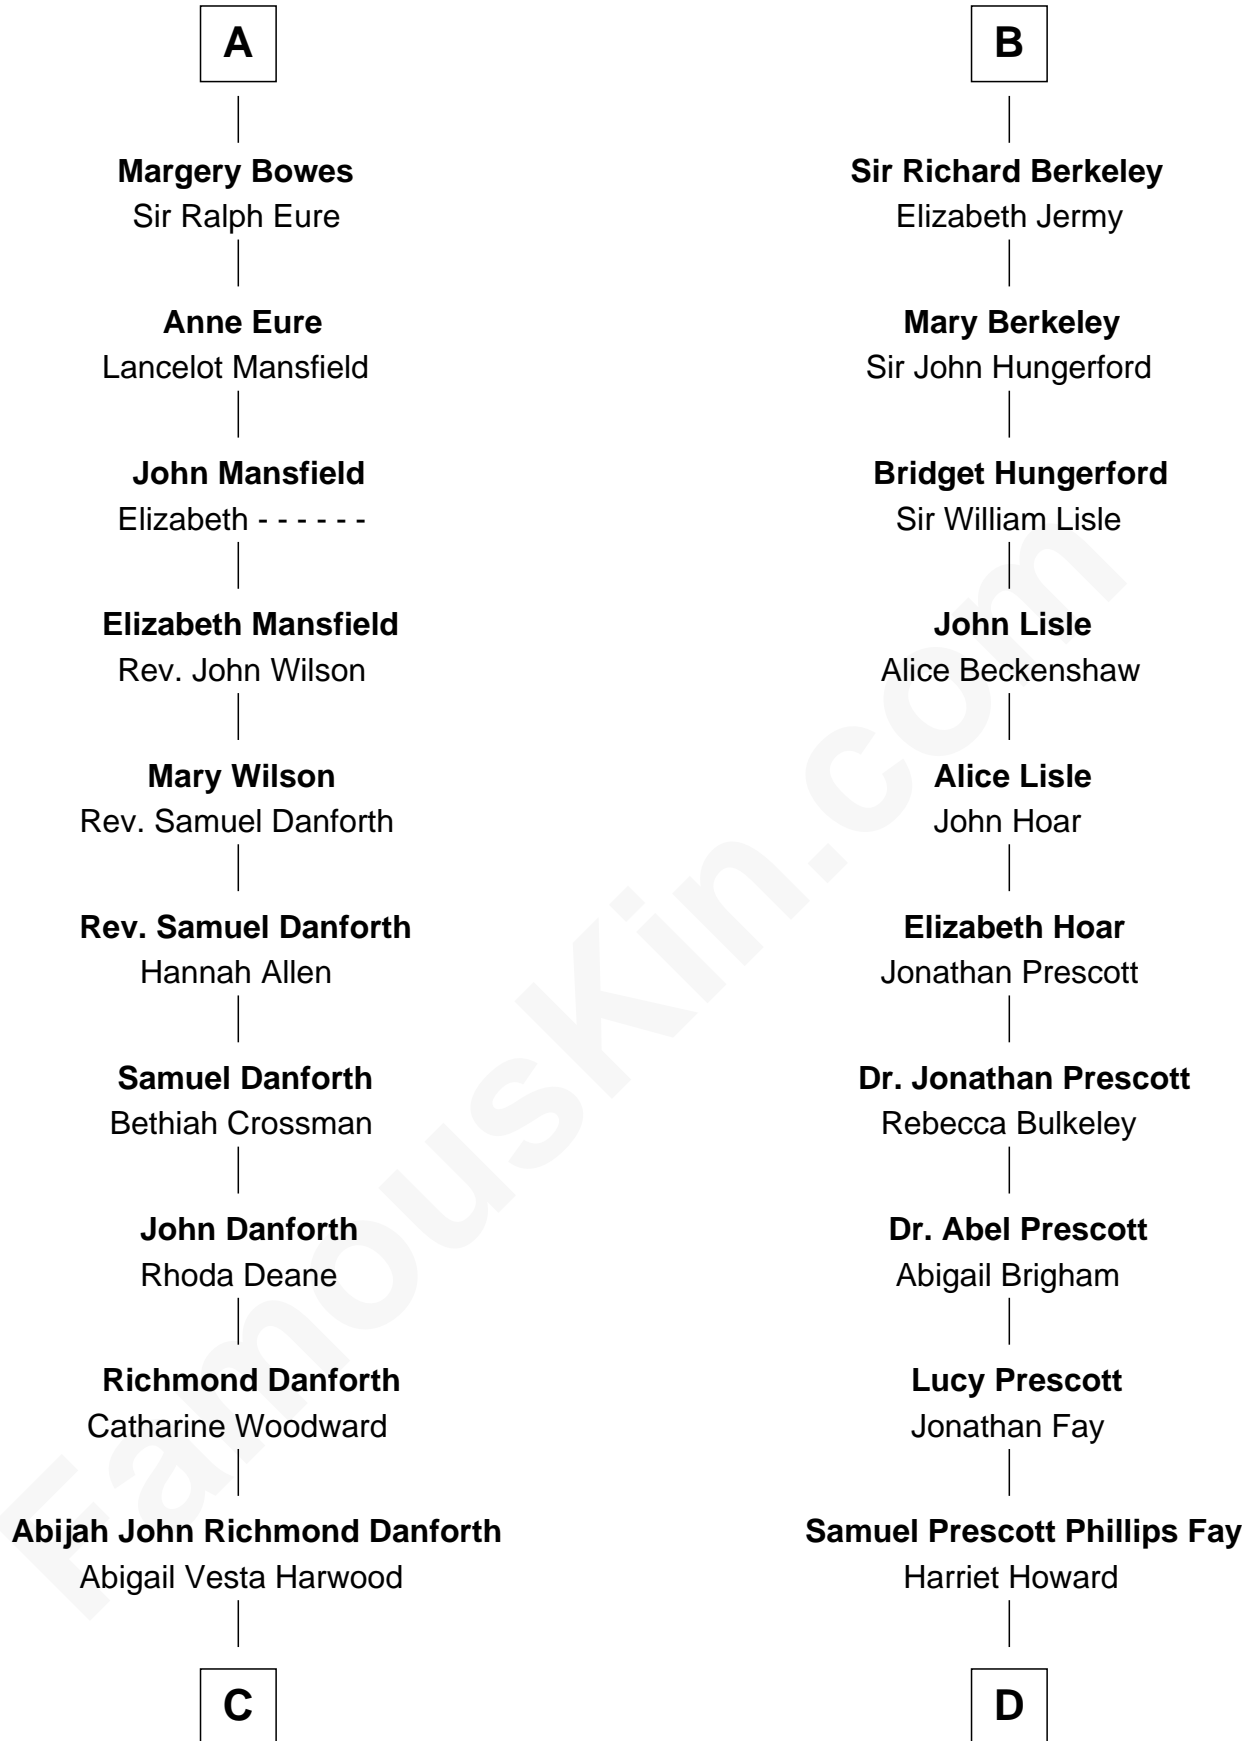 A
Margery Bowes
Sir Ralph Eure
Anne Eure
Lancelot Mansfield
John Mansfield
Elizabeth - - - - - -
Elizabeth Mansfield
Rev. John Wilson
Mary Wilson
Rev. Samuel Danforth
Rev. Samuel Danforth
Hannah Allen
Samuel Danforth
Bethiah Crossman
John Danforth
Rhoda Deane
Richmond Danforth
Catharine Woodward
Abijah John Richmond Danforth
Abigail Vesta Harwood
C
B
Sir Richard Berkeley
Elizabeth Jermy
Mary Berkeley
Sir John Hungerford
Bridget Hungerford
Sir William Lisle
John Lisle
Alice Beckenshaw
Alice Lisle
John Hoar
Elizabeth Hoar
Jonathan Prescott
Dr. Jonathan Prescott
Rebecca Bulkeley
Dr. Abel Prescott
Abigail Brigham
Lucy Prescott
Jonathan Fay
Samuel Prescott Phillips Fay
Harriet Howard
D
FamousKin.com